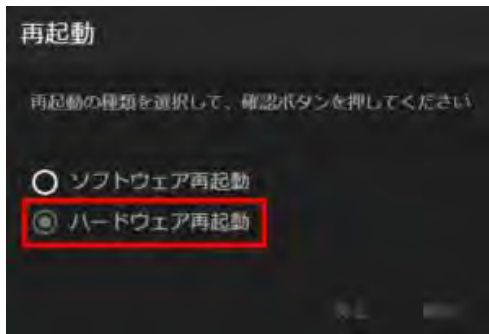 再起動
再起動の種類を選択して、確認ボタンを押してください
ソフトウェア再起動
ハードウェア再起動